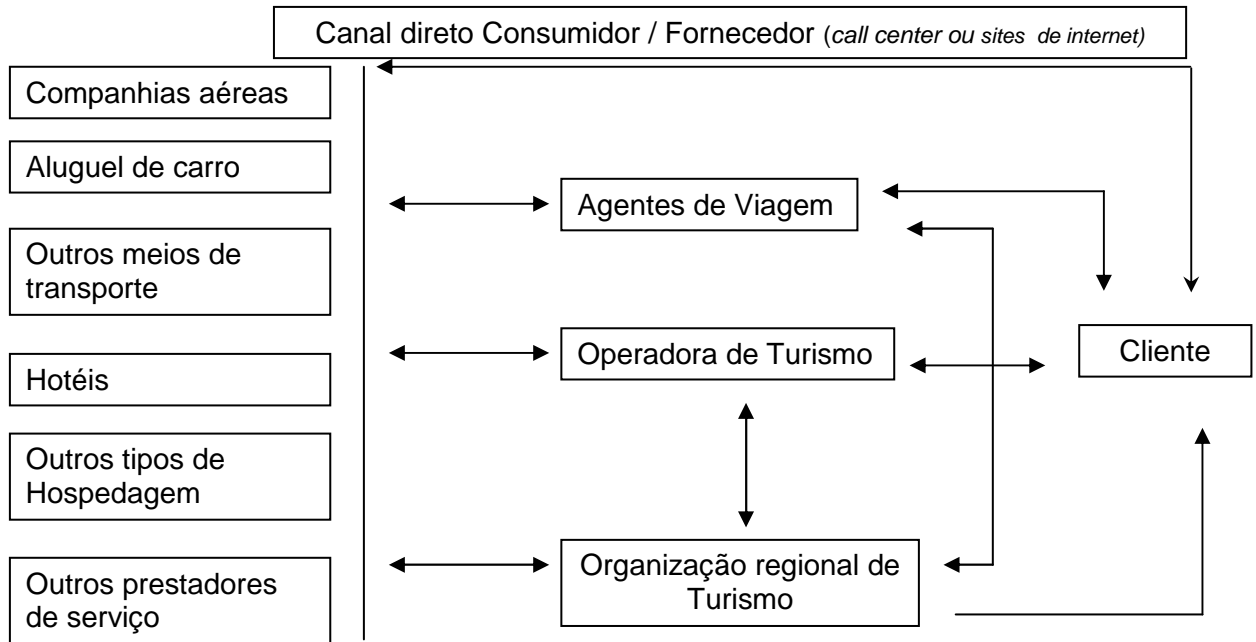 Canal direto Consumidor / Fornecedor (call center ou sites de internet)
Companhias aéreas
Aluguel de carro
Agentes de Viagem
Outros meios de
transporte
Operadora de Turismo
Cliente
Hotéis
Outros tipos de
Hospedagem
Organização regional de
Turismo
Outros prestadores
de serviço